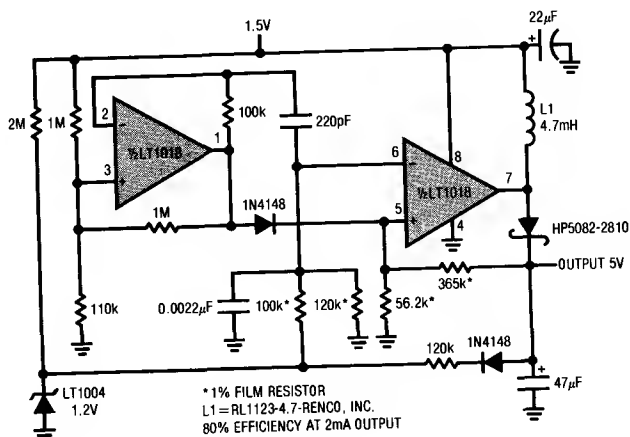 1.5V
22µF
+
2M
1M
2
−
½LT1018
3
+
1
100k
220pF
L1
4.7mH
6
−
½LT1018
5
+
8
7
4
1M
1N4148
HP5082-2810
365k*
OUTPUT 5V
110k
0.0022µF
100k*
120k*
56.2k*
1N4148
120k
+
47µF
LT1004
1.2V
* 1% FILM RESISTOR
L1=RL1123-4.7-RENCO, INC.
80% EFFICIENCY AT 2mA OUTPUT